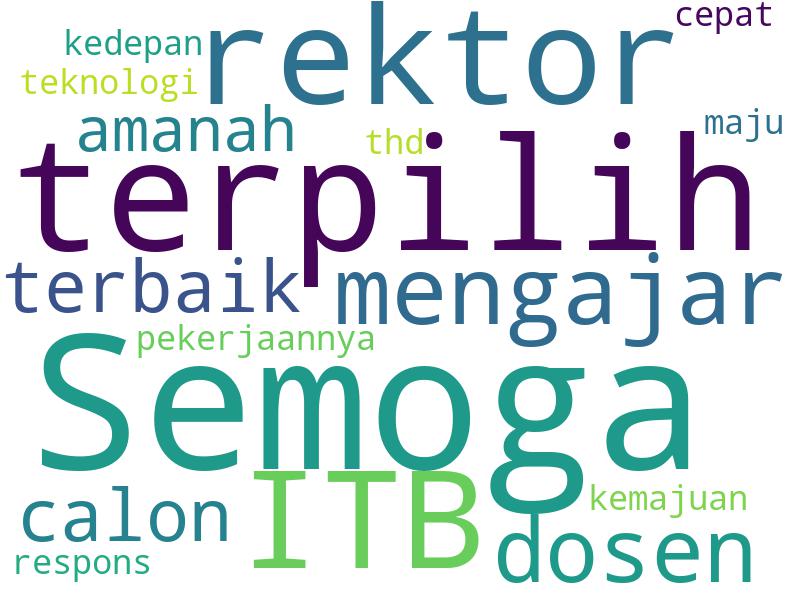 rektor
cepat
kedepan
teknologi
amanah
thd
maju
terpilih
terbaik
mengajar
pekerjaannya
Semoga
calon
ITB
kemajuan
dosen
respons